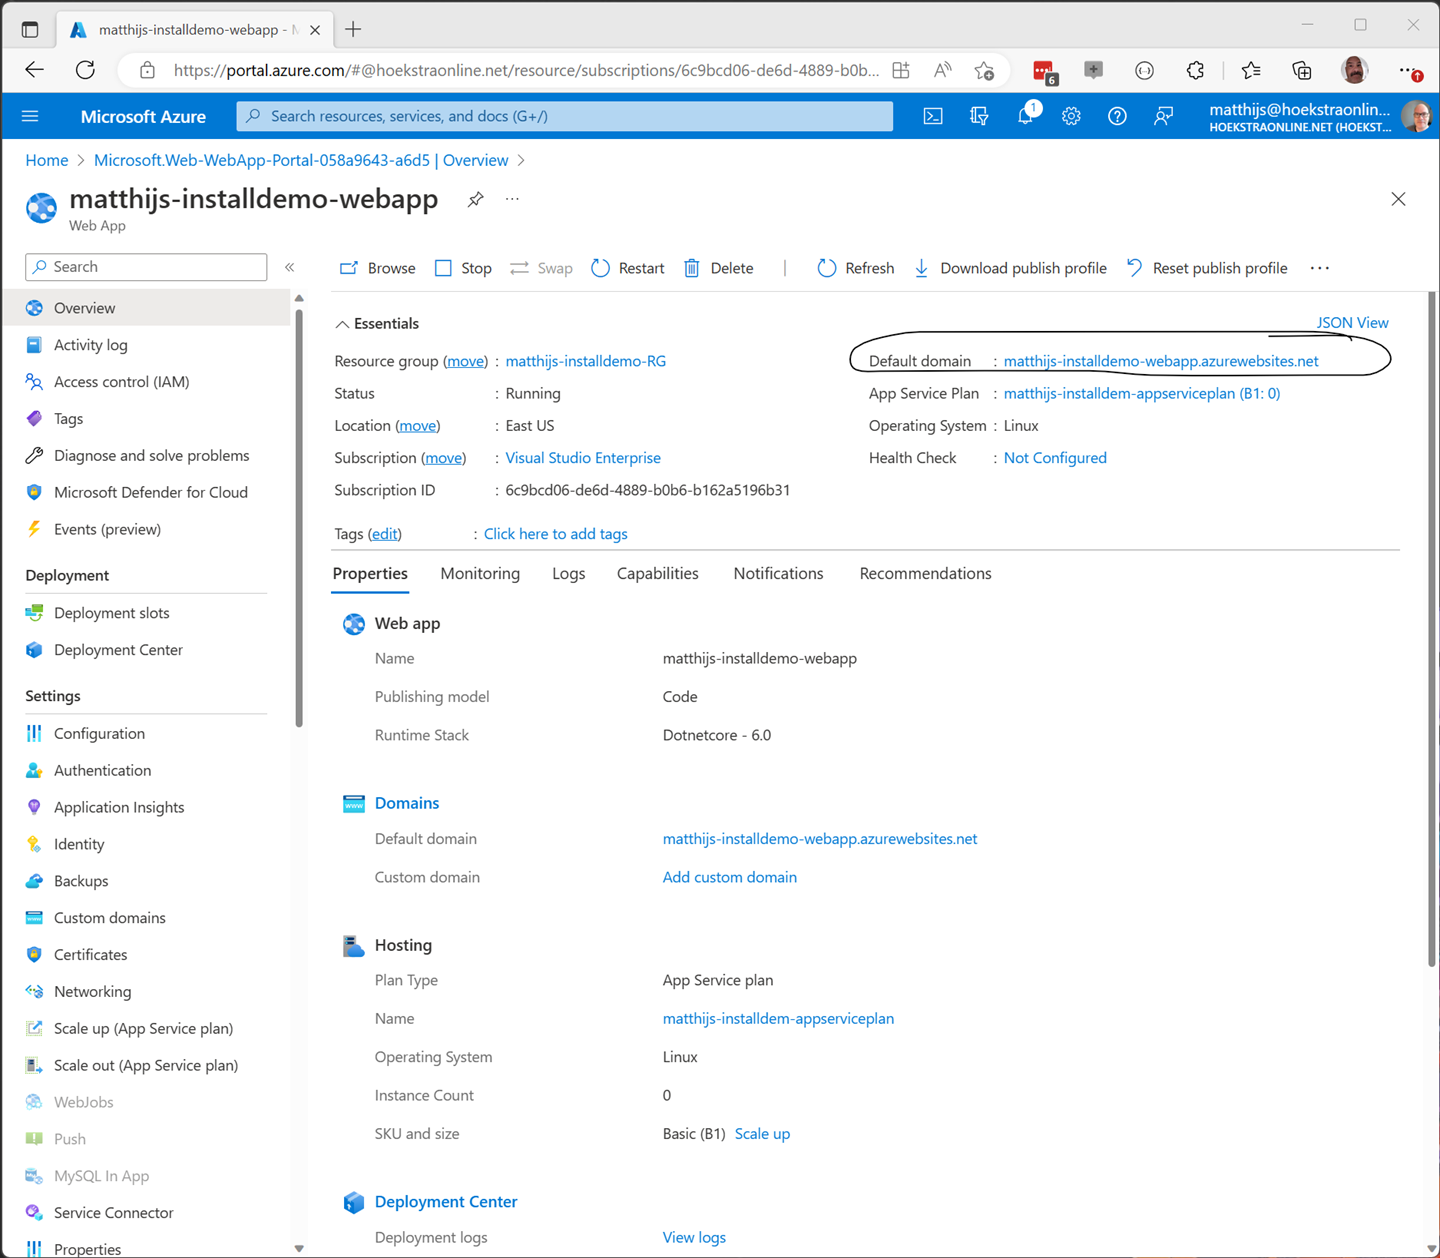 matthijs-installdemo-webapp - M
https://portal.azure.com/#@hoekstraonline.net/resource/subscriptions/6c9bcd06-de6d-4889-b0b...
6
Microsoft Azure
Search resources, services, and docs (G+/)
1
matthijs@hoekstraonlin...
HOEKSTRAONLINE.NET (HOEKST...
Home > Microsoft.Web-WebApp-Portal-058a9643-a6d5 | Overview >
matthijs-installdemo-webapp
Web App
Search
Browse Stop Swap Restart Delete | Refresh Download publish profile Reset publish profile
Overview
Activity log
Access control (IAM)
Tags
Diagnose and solve problems
Microsoft Defender for Cloud
Events (preview)
Deployment
Deployment slots
Deployment Center
Settings
Configuration
Authentication
Application Insights
Identity
Backups
Custom domains
Certificates
Networking
Scale up (App Service plan)
Scale out (App Service plan)
WebJobs
Push
MySQL In App
Service Connector
Properties
Essentials
JSON View
Resource group (move) : matthijs-installdemo-RG
Status : Running
Location (move) : East US
Subscription (move) : Visual Studio Enterprise
Subscription ID : 6c9bcd06-de6d-4889-b0b6-b162a5196b31
Default domain : matthijs-installdemo-webapp.azurewebsites.net
App Service Plan : matthijs-installdem-appserviceplan (B1: 0)
Operating System : Linux
Health Check : Not Configured
Tags (edit) : Click here to add tags
Properties Monitoring Logs Capabilities Notifications Recommendations
Web app
Name matthijs-installdemo-webapp
Publishing model Code
Runtime Stack Dotnetcore - 6.0
Domains
Default domain matthijs-installdemo-webapp.azurewebsites.net
Custom domain Add custom domain
Hosting
Plan Type App Service plan
Name matthijs-installdem-appserviceplan
Operating System Linux
Instance Count 0
SKU and size Basic (B1) Scale up
Deployment Center
Deployment logs View logs